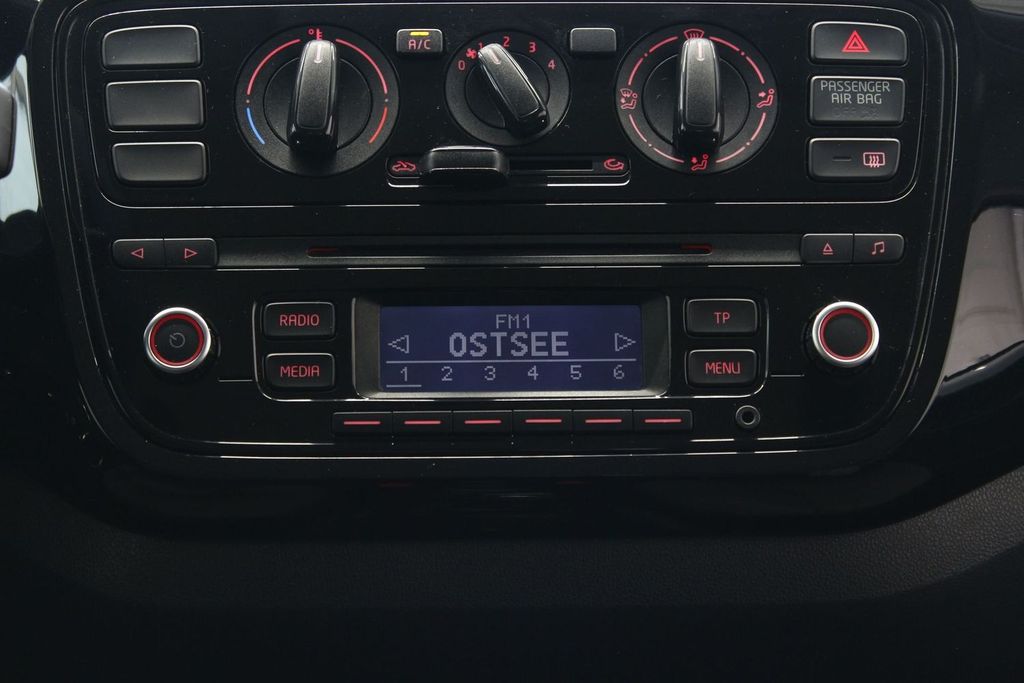 A/C
0 1 2 3 4
PASSENGER
AIR BAG
RADIO
MEDIA
FM1
OSTSEE
1 2 3 4 5 6
TP
MENU